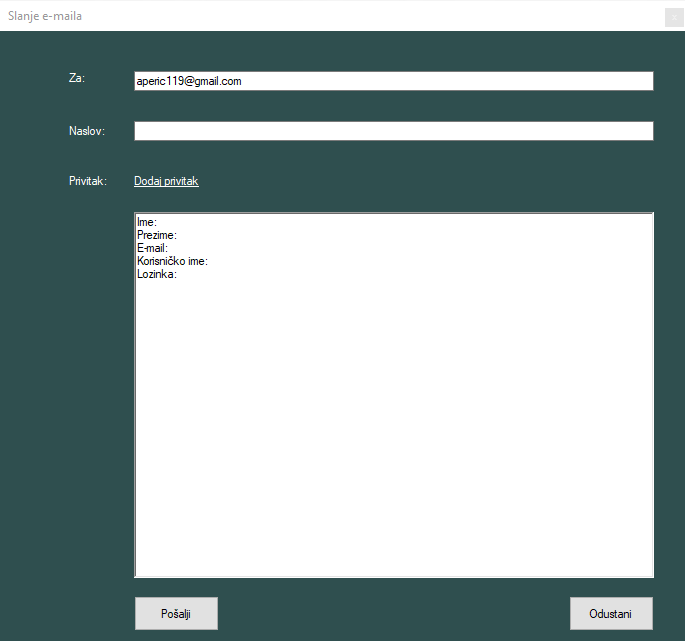 Slanje e-maila
Za:
aperic119@gmail.com
Naslov:
Privitak:
Dodaj privitak
Ime:
Prezime:
E-mail:
Korisničko ime:
Lozinka:
Pošalji
Odustani